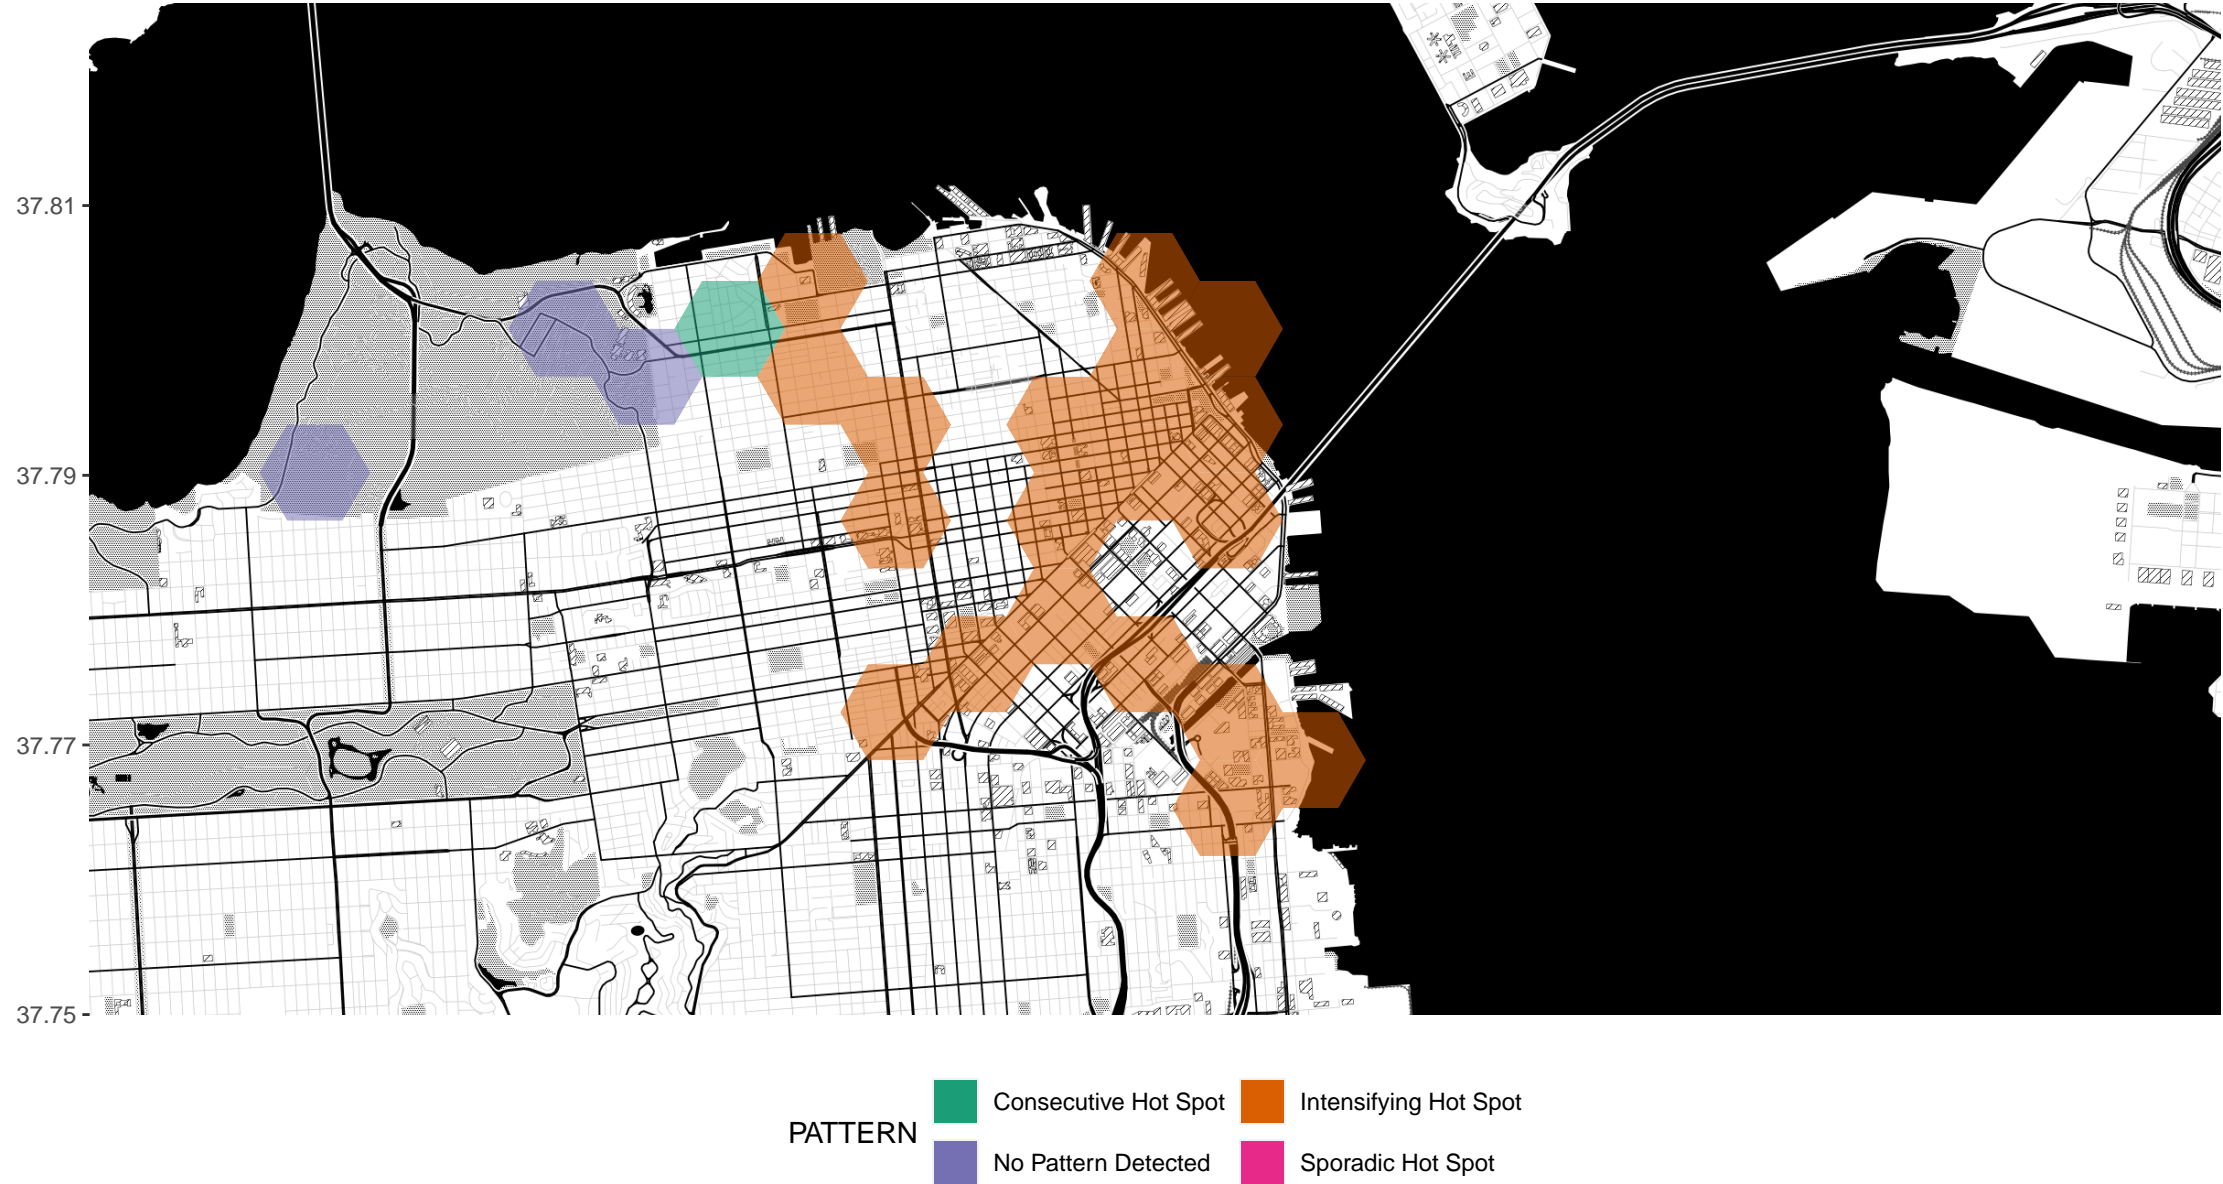 37.81
37.79
37.77
37.75
PATTERN
Consecutive Hot Spot
Intensifying Hot Spot
No Pattern Detected
Sporadic Hot Spot